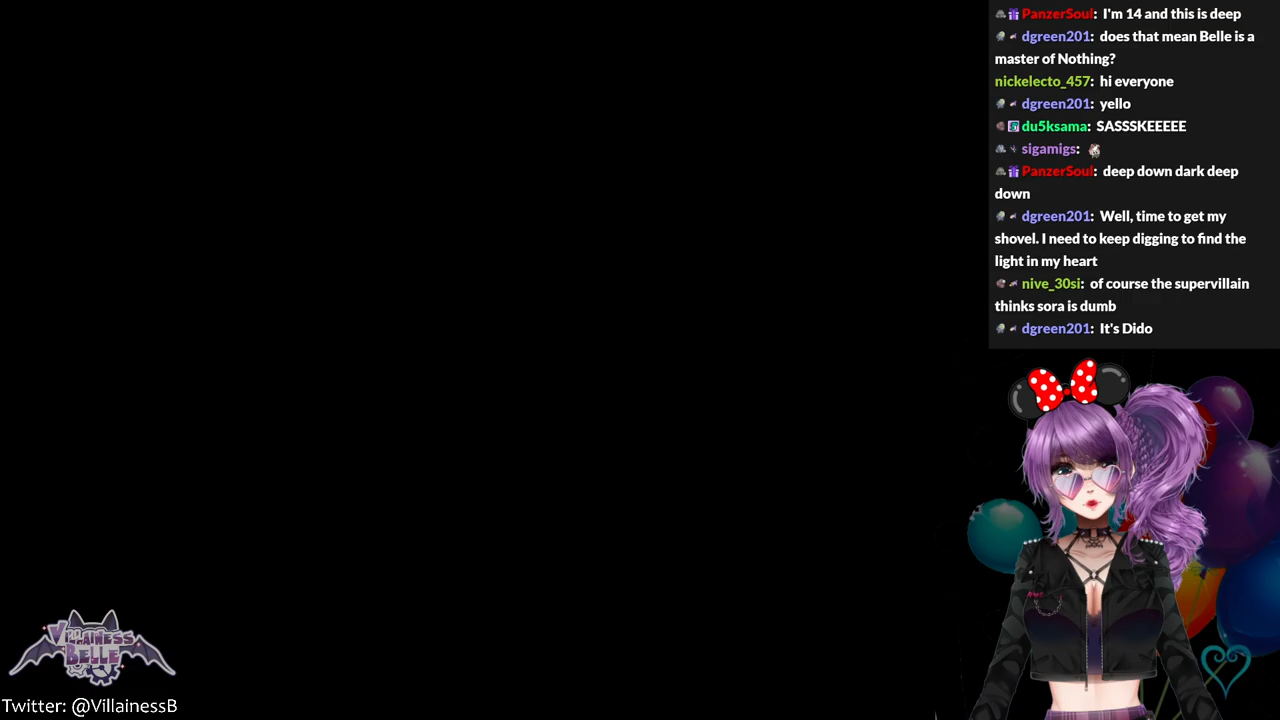 PanzerSoul: I'm 14 and this is deep
dgreen201: does that mean Belle is a
master of Nothing?
nickelecto_457: hi everyone
dgreen201: yello
du5ksama: SASSSKEEEEE
sigamigs:
PanzerSoul: deep down dark deep
down
dgreen201: Well, time to get my
shovel. I need to keep digging to find the
light in my heart
nive_30si: of course the supervillain
thinks sora is dumb
dgreen201: It's Dido
VILLAINESS
BELLE
Twitter: @VillainessB